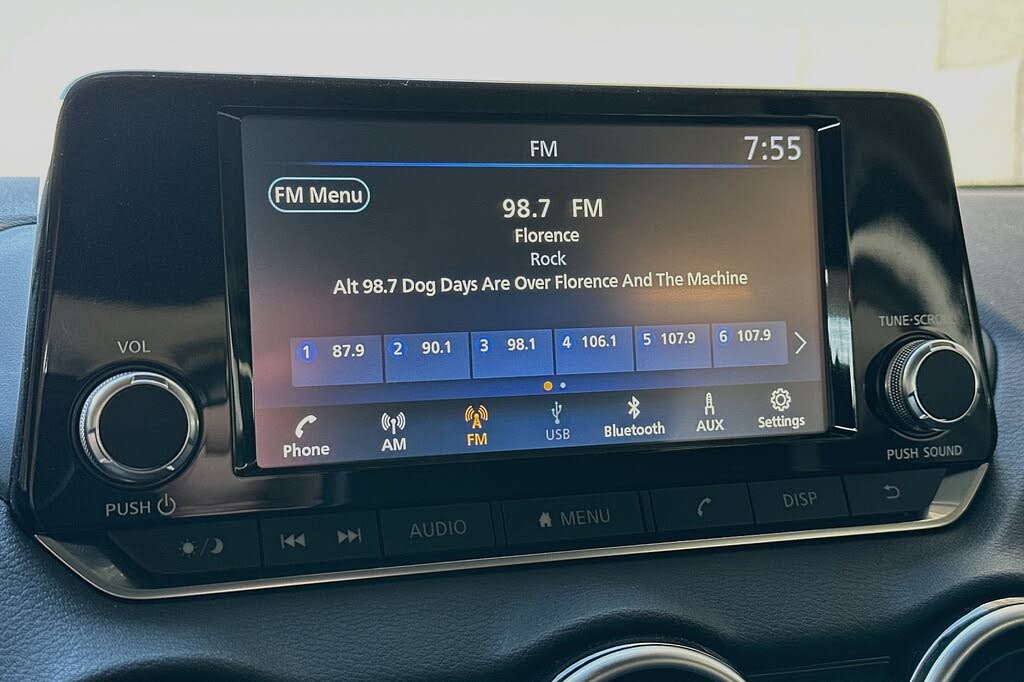 FM 7:55
FM Menu
98.7 FM
Florence
Rock
Alt 98.7 Dog Days Are Over Florence And The Machine
1 87.9 2 90.1 3 98.1 4 106.1 5 107.9 6 107.9
Phone AM FM USB Bluetooth AUX Settings
VOL
PUSH
TUNE·SCROLL
PUSH SOUND
AUDIO MENU DISP